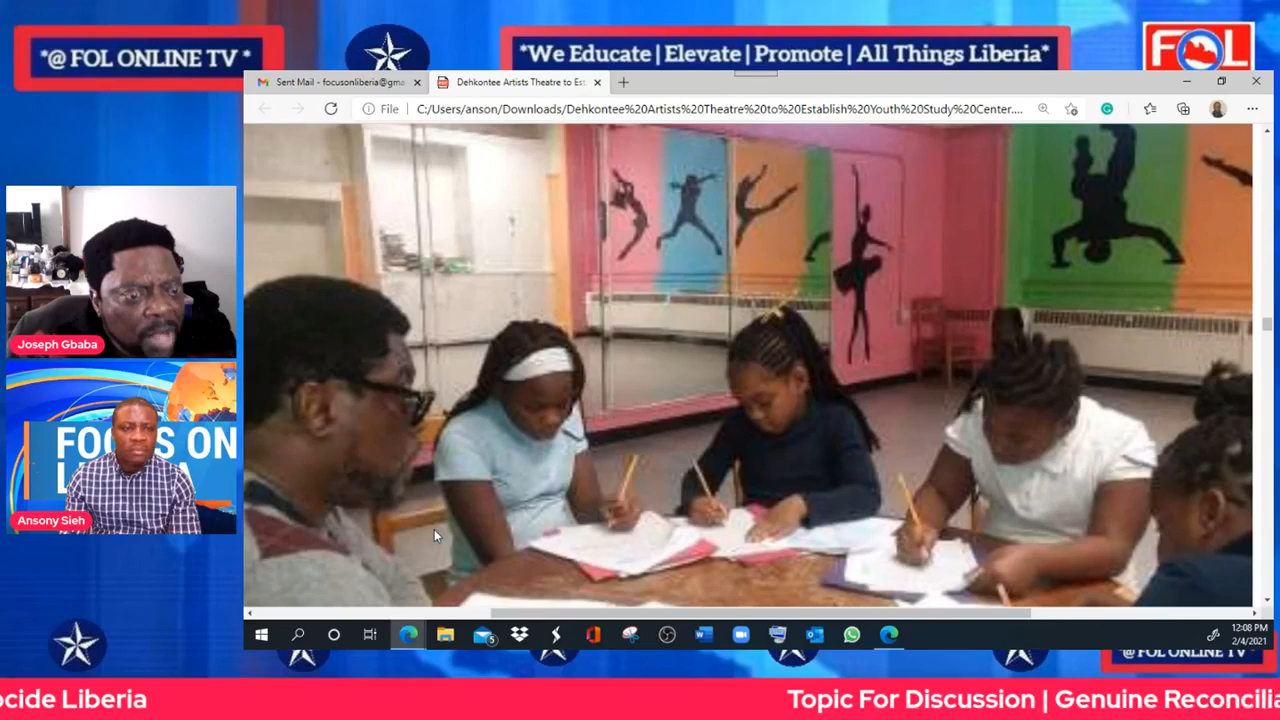 *@ FOL ONLINE TV *
*We Educate | Elevate | Promote | All Things Liberia*
FOL
Sent Mail - focusonliberia@gma
Dehkontee Artists Theatre to Est
File
C:/Users/anson/Downloads/Dehkontee%20Artists%20Theatre%20to%20Establish%20Youth%20Study%20Center....
Joseph Gbaba
FOCUS ON
Ansony Sieh
5
12:08 PM
2/4/2021
*@ FOL ONLINE TV *
ocide Liberia
Topic For Discussion | Genuine Reconcilia